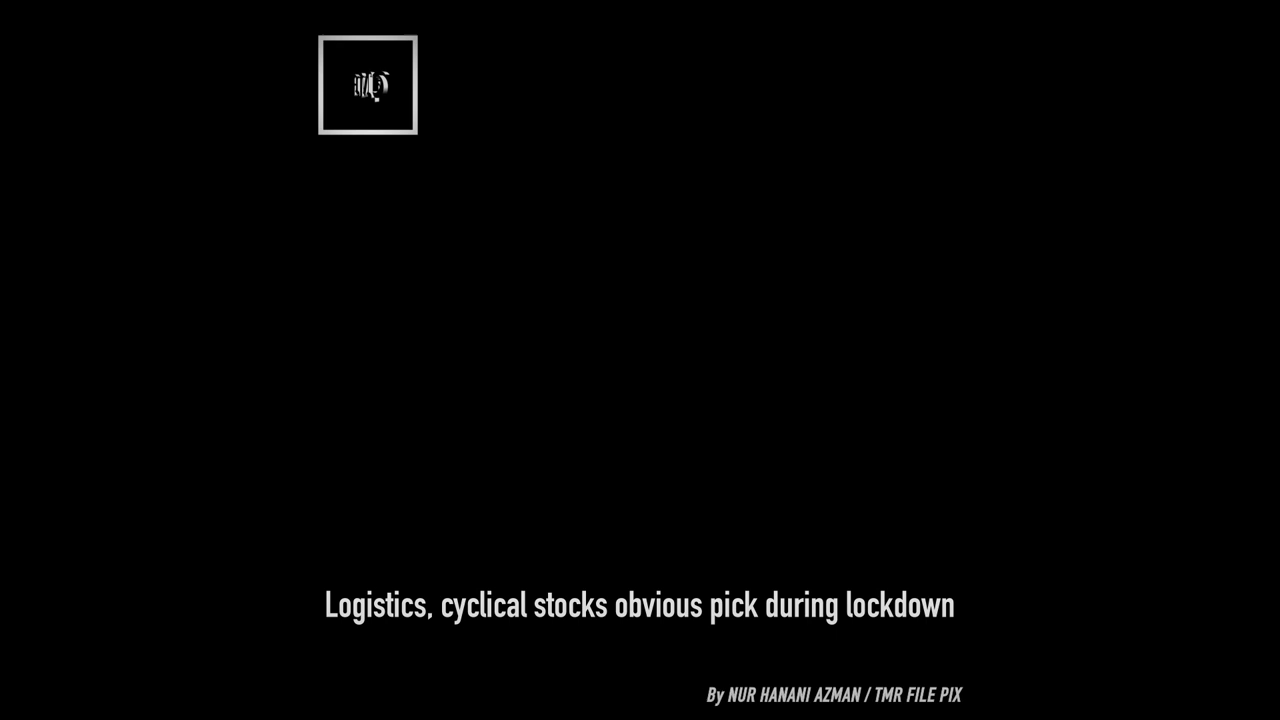 Logistics, cyclical stocks obvious pick during lockdown
By NUR HANANI AZMAN / TMR FILE PIX